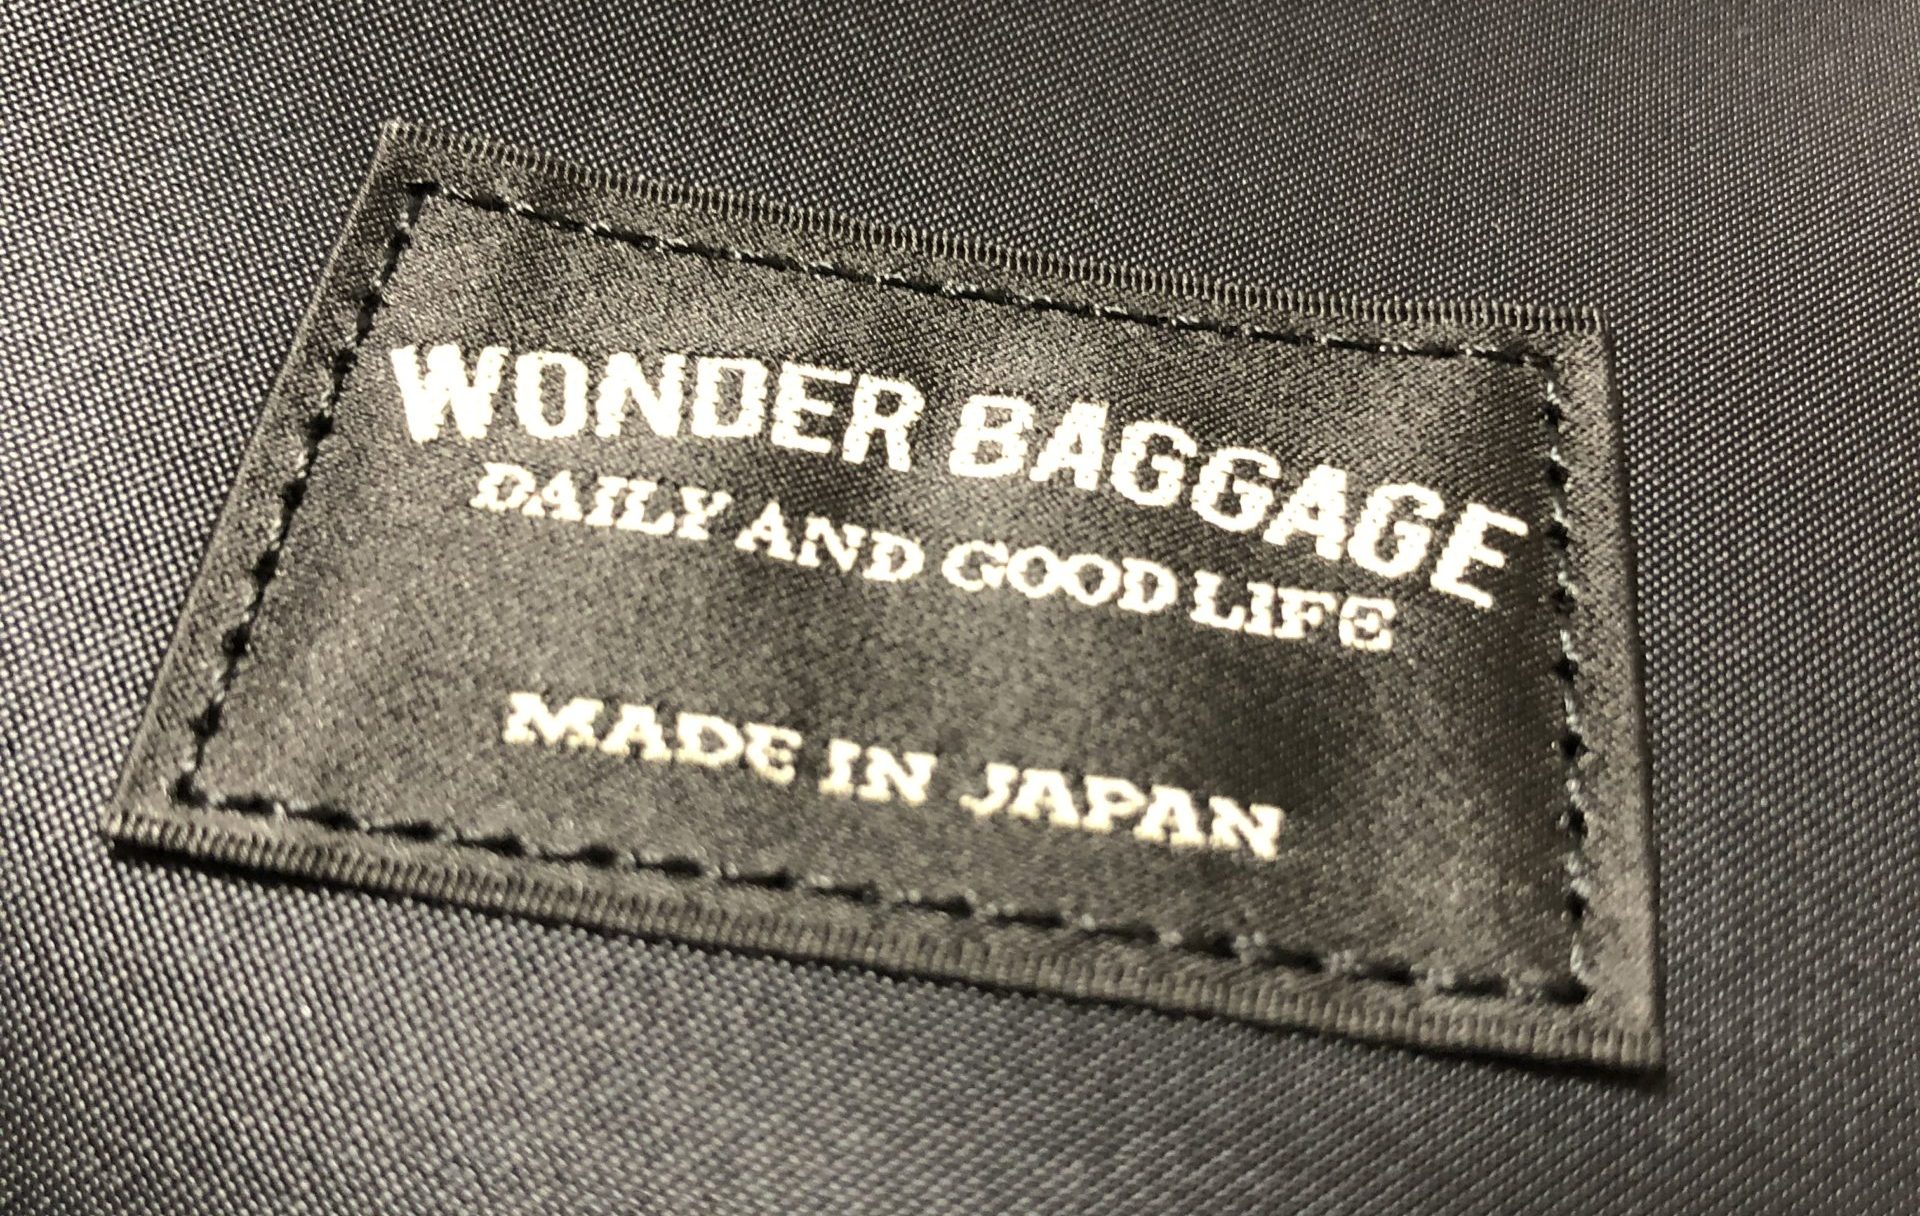 WONDER BAGGAGE
DAILY AND GOOD LIFE
MADE IN JAPAN